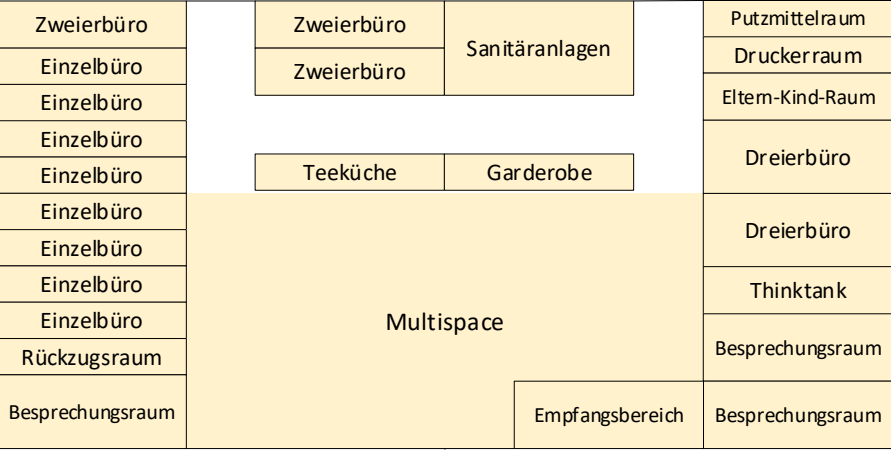 Zweierbüro
Einzelbüro
Einzelbüro
Einzelbüro
Einzelbüro
Einzelbüro
Einzelbüro
Einzelbüro
Einzelbüro
Rückzugsraum
Besprechungsraum
Zweierbüro
Zweierbüro
Sanitäranlagen
Teeküche
Garderobe
Multispace
Empfangsbereich
Putzmittelraum
Druckerraum
Eltern-Kind-Raum
Dreierbüro
Dreierbüro
Thinktank
Besprechungsraum
Besprechungsraum